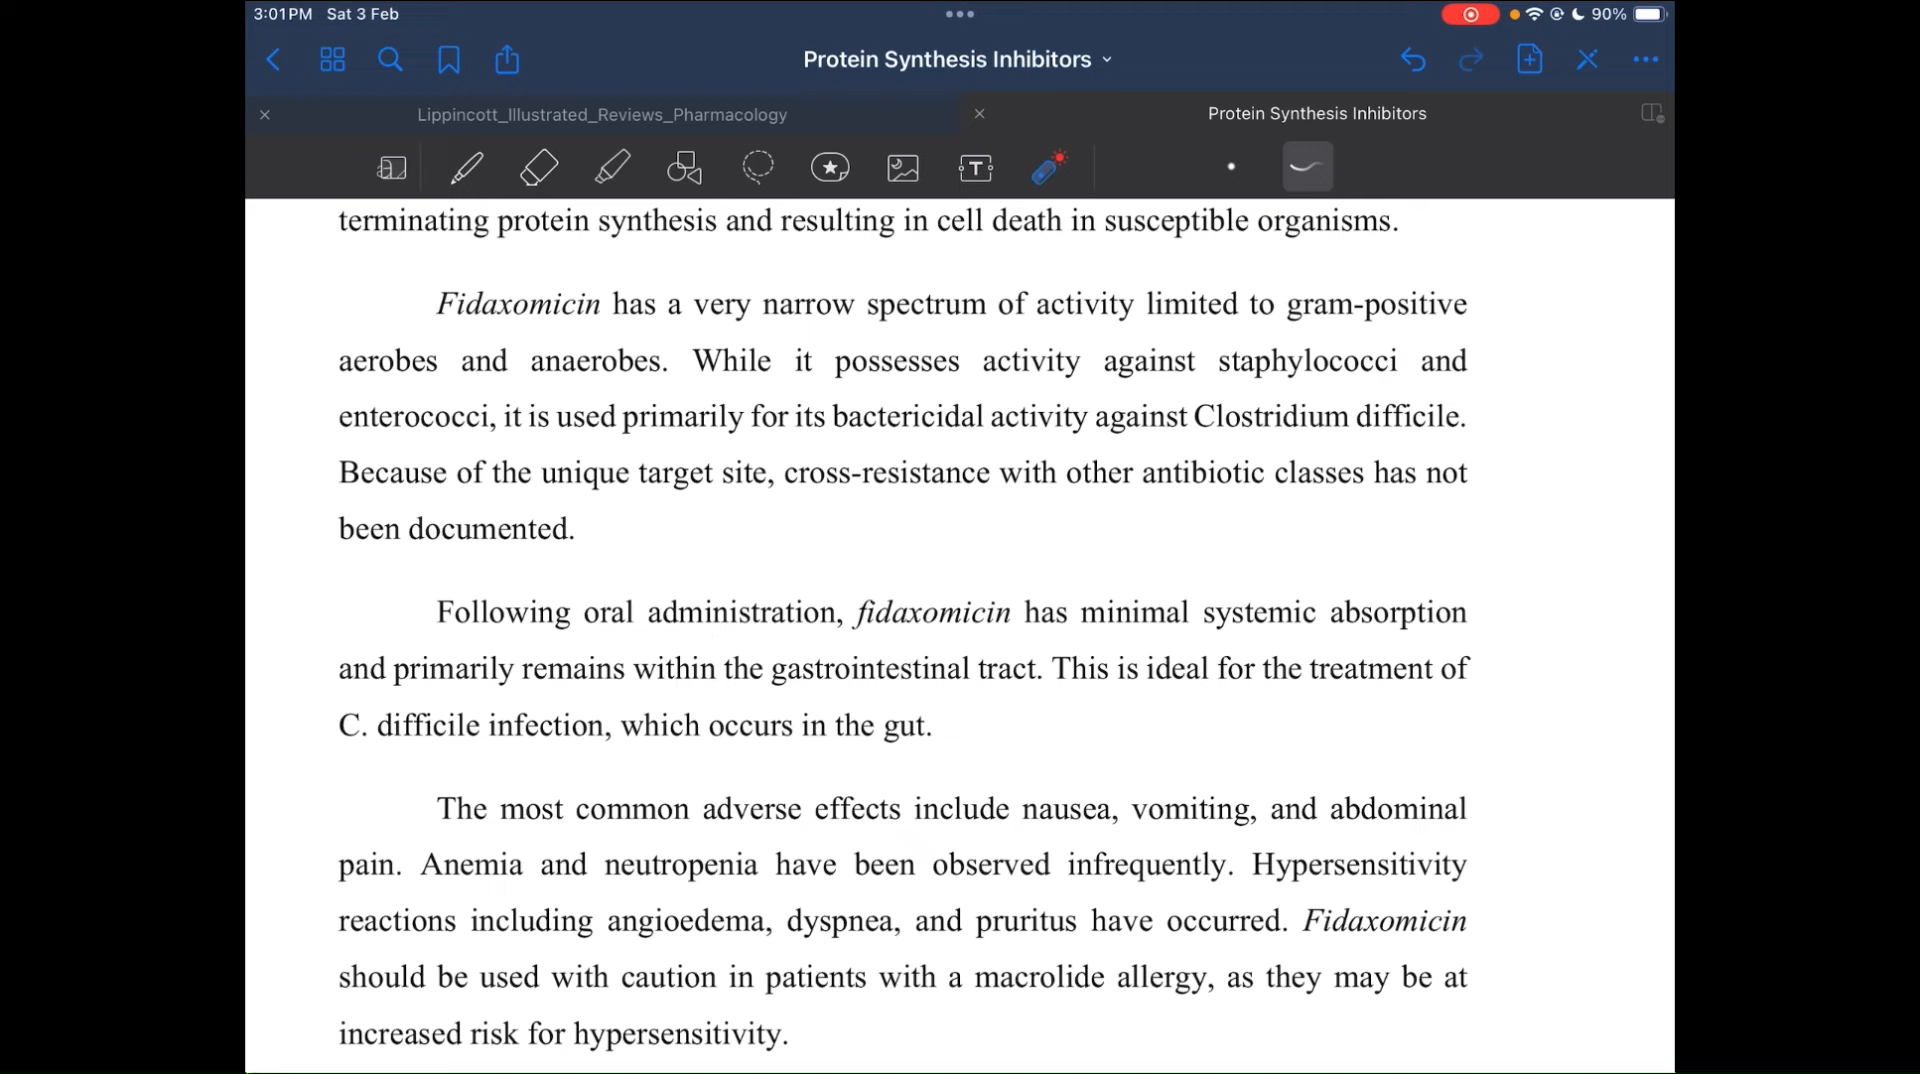 3:01PM Sat 3 Feb
90%
Protein Synthesis Inhibitors
Lippincott_Illustrated_Reviews_Pharmacology
Protein Synthesis Inhibitors
terminating protein synthesis and resulting in cell death in susceptible organisms.
Fidaxomicin has a very narrow spectrum of activity limited to gram-positive
aerobes and anaerobes. While it possesses activity against staphylococci and
enterococci, it is used primarily for its bactericidal activity against Clostridium difficile.
Because of the unique target site, cross-resistance with other antibiotic classes has not
been documented.
Following oral administration, fidaxomicin has minimal systemic absorption
and primarily remains within the gastrointestinal tract. This is ideal for the treatment of
C. difficile infection, which occurs in the gut.
The most common adverse effects include nausea, vomiting, and abdominal
pain. Anemia and neutropenia have been observed infrequently. Hypersensitivity
reactions including angioedema, dyspnea, and pruritus have occurred. Fidaxomicin
should be used with caution in patients with a macrolide allergy, as they may be at
increased risk for hypersensitivity.